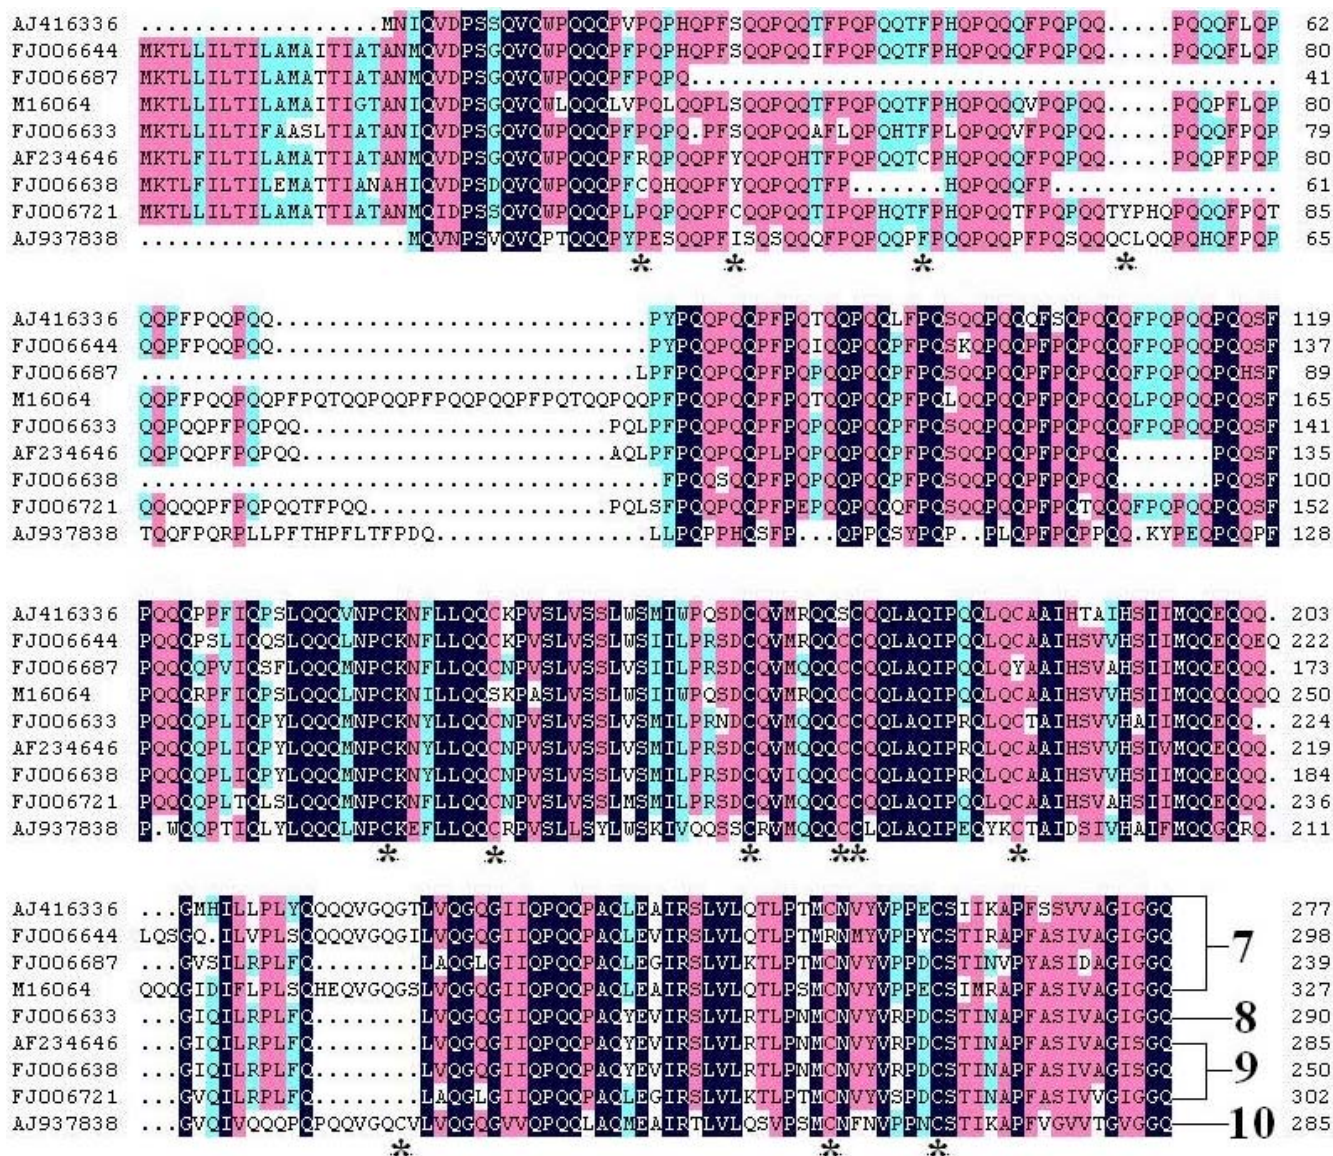 AJ416336 ..................MNIQVDPSSQVQWPQQQPVPQPHQPFSQQPQQTFPQPQQTFPHQPQQQFPQPQQ.....PQQQFLQP 62
FJ006644 MKTLLILTILAMAITIATANMQVDPSGQVQWPQQQPFPQPHQPFSQQPQQIFPQPQQTFPHQPQQQFPQPQQ.....PQQQFLQP 80
FJ006687 MKTLLILTILAMATTIATANMQVDPSGQVQWPQQQPFPQPQ............................................ 41
M16064 MKTLLILTILAMAITIGTANIQVDPSGQVQWLQQQLVPQLQQPLSQQPQQTFPQPQQTFPHQPQQQVPQPQQ.....PQQPFLQP 80
FJ006633 MKTLLILTIFAASLTIATANIQVDPSGQVQWPQQQPFPQPQ.PFSQQPQQAFLQPQHTFPLQPQQVFPQPQQ.....PQQQFPQP 79
AF234646 MKTLFILTILAMATTIATANMQVDPSGQVQWPQQQPFRQPQQPFYQQPQHTFPQPQQTCPHQPQQQFPQPQQ.....PQQPFPQP 80
FJ006638 MKTLFILTILEMATTIANAHIQVDPSDQVQWPQQQPFCQHQQPFYQQPQQTFP.......HQPQQQFP................. 61
FJ006721 MKTLLILTILAMATTIATANMQIDPSSQVQWPQQQPLPQPQQPFCQQPQQTIPQPHQTFPHQPQQTFPQPQQTYPHQPQQQFPQT 85
AJ937838 ....................MQVNPSVQVQPTQQQPYPESQQPFISQSQQQFPQPQQPFPQQPQQPFPQSQQQCLQQPQHQFPQP 65
* * * *
AJ416336 QQPFPQQPQQ............................PYPQQPQQPFPQTQQPQQLFPQSQQPQQQFSQPQQQFPQPQQPQQSF 119
FJ006644 QQPFPQQPQQ............................PYPQQPQQPFPQIQQPQQPFPQSKQPQQPFPQPQQQFPQPQQPQQSF 137
FJ006687 .....................................LPFPQQPQQPFPQPQQPQQPFPQSQQPQQPFPQPQQQFPQPQQPQHSF 89
M16064 QQPFPQQPQQPFPQTQQPQQPFPQQPQQPFPQTQQPQQPFPQQPQQPFPQTQQPQQPFPQLQQPQQPFPQPQQQLPQPQQPQQSF 165
FJ006633 QQPQQPFPQPQQ.......................PQLPFPQQPQQPFPQPQQPQQPFPQSQQPQQPFPQPQQQFPQPQQPQQSF 141
AF234646 QQPQQPFPQPQQ.......................AQLPFPQQPQQPLPQPQQPQQPFPQSQQPQQPFPQPQQ.......PQQSF 135
FJ006638 .......................................FPQQSQQPFPQPQQPQQPFPQSQQPQQPFPQPQQ.......PQQSF 100
FJ006721 QQQQQPFPQPQQTFPQQ..................PQLSFPQQPQQPFPEPQQPQQQFPQSQQPQQPFPQTQQQFPQPQQPQQSF 152
AJ937838 TQQFPQRPLLPFTHPFLTFPDQ................LLPQPPHQSFP...QPPQSYPQP..PLQPFPQPPQQ.KYPEQPQQPF 128
AJ416336 PQQQPPFIQPSLQQQVNPCKNFLLQQCKPVSLVSSLWSMIWPQSDCQVMRQQSCQQLAQIPQQLQCAAIHTAIHSIIMQQEQQ. 203
FJ006644 PQQQPSLIQQSLQQQLNPCKNFLLQQCKPVSLVSSLWSMILPRSDCQVMRQQCCQQLAQIPQQLQCAAIHSVVHSIIMQQEQQEQ 222
FJ006687 PQQQQPVIQSFLQQQMNPCKNFLLQQCNPVSLVSSLVSIILPRSDCQVMQQQCCQQLAQIPQQLQYAAIHSVAHSIIMQQEQQQ. 173
M16064 PQQQRPFIQPSLQQQLNPCKNILLQQSKPASLVSSLWSIIWPQSDCQVMRQQCCQQLAQIPQQLQCAAIHSVVHSIIMQQQQQQQ 250
FJ006633 PQQQQPLIQPYLQQQMNPCKNYLLQQCNPVSLVSSLVSMILPRNDCQVMQQQCCQQLAQIPRQLQCTAIHSVVHAIIMQQEQQ.. 224
AF234646 PQQQQPLIQPYLQQQMNPCKNYLLQQCNPVSLVSSLVSMILPRSDCQVMQQQCCQQLAQIPRQLQCAAIHSVVHSIVMQQEQQQ. 219
FJ006638 PQQQQPLIQPYLQQQMNPCKNYLLQQCNPVSLVSSLVSMILPRSDCQVIQQQCCQQLAQIPRQLQCAAIHSVVHSIIMQQEQQQ. 184
FJ006721 PQQQQPLTQLSLQQQLNPCKNFLLQQCNPVSLVSSLMSMILPRSDCQVMQQQCCQQLAQIPQQLQCAAIHSVAHSIIMQQEQQQ. 236
AJ937838 P.WQQPTIQLYLQQQLNPCKEFLLQQCRPVSLLSYLWSKIVQQSSCRVMQQQCCLQLAQIPEQYKCTAIDSIVHAIFMQQGQRQ. 211
* * * ** *
AJ416336 ...GMHILLPLYQQQQVGQGTLVQGQGIIQPQQPAQLEAIRSLVLQTLPTMCNVYVPPECSIIKAPFSSVVAGIGGQ 277
FJ006644 LQSGQ.ILVPLSQQQQVGQGILVQGQGIIQPQQPAQLEVIRSLVLQTLPTMRNMYVPPYCSTIRAPFASIVAGIGGQ 298
FJ006687 ...GVSILRPLFQ........LAQGLGIIQPQQPAQLEGIRSLVLKTLPTMCNVYVPPDCSTINVPYASIDAGIGGQ 239
M16064 QQQGIDIFLPLSQHEQVGQGSLVQGQGIIQPQQPAQLEAIRSLVLQTLPSMCNVYVPPECSIMRAPFASIVAGIGGQ 327
7
FJ006633 ...GIQILRPLFQ........LVQGQGIIQPQQPAQYEVIRSLVLRTLPNMCNVYVRPDCSTINAPFASIVAGIGGQ 8 290
AF234646 ...GIQILRPLFQ........LVQGQGIIQPQQPAQYEVIRSLVLRTLPNMCNVYVRPDCSTINAPFASIVAGISGQ 285
FJ006638 ...GIQILRPLFQ........LVQGQGIIQPQQPAQYEVIRSLVLRTLPNMCNVYVRPDCSTINAPFASIVAGISGQ 9 250
FJ006721 ...GVQILRPLFQ........LAQGLGIIQPQQPAQLEGIRSLVLKTLPTMCNVYVSPDCSTINAPFASIVVGIGGQ 302
AJ937838 ...GVQIVQQQPQPQQVGQCVLVQGQGVVQPQQLAQMEAIRTLVLQSVPSMCNFNVPPNCSTIKAPFVGVVTGVGGQ 10 285
* * *